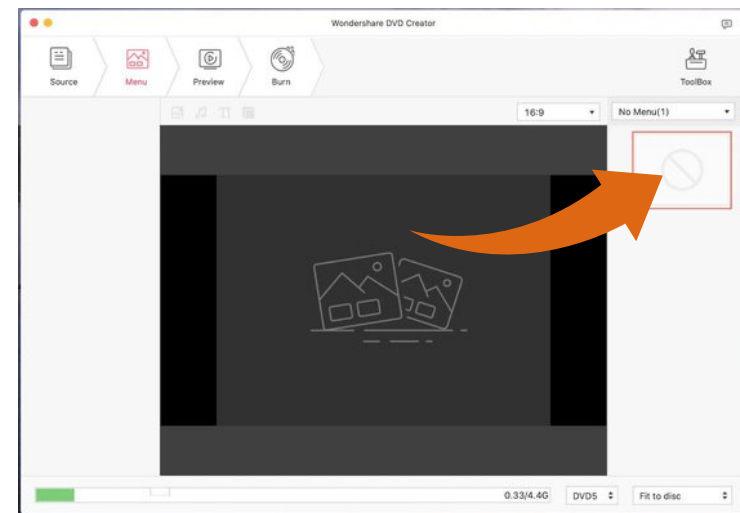 Wondershare DVD Creator
Source
Menu
Preview
Burn
ToolBox
16:9
No Menu(1)
0.33/4.4G
DVD5
Fit to disc